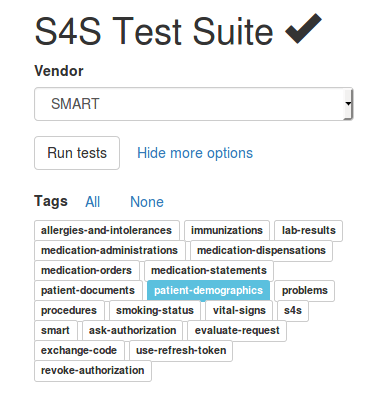 S4S Test Suite ✔
Vendor
SMART
Run tests Hide more options
Tags All None
allergies-and-intolerances immunizations lab-results
medication-administrations medication-dispensations
medication-orders medication-statements
patient-documents patient-demographics problems
procedures smoking-status vital-signs s4s
smart ask-authorization evaluate-request
exchange-code use-refresh-token
revoke-authorization